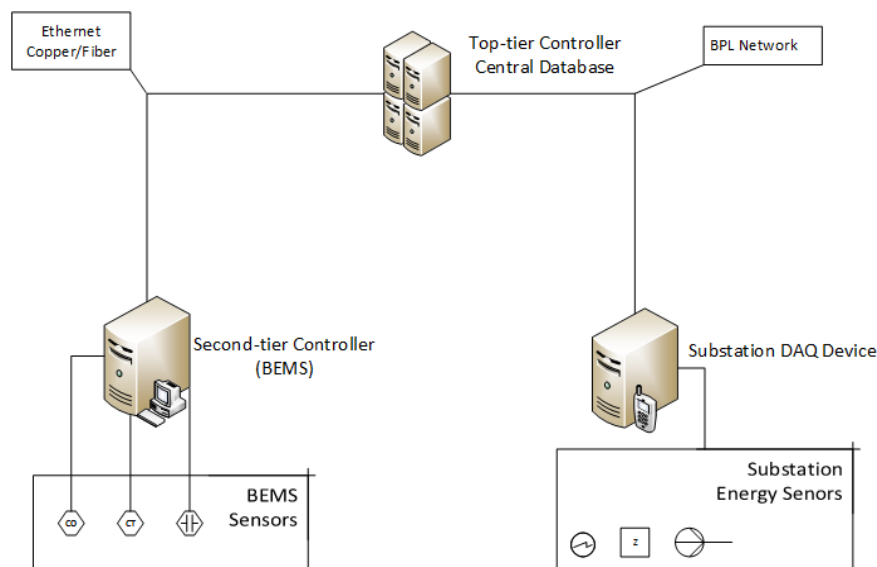 Ethernet
Copper/Fiber
Top-tier Controller
Central Database
BPL Network
Second-tier Controller
(BEMS)
Substation DAQ Device
BEMS
Sensors
CO
CT
Substation
Energy Senors
Z